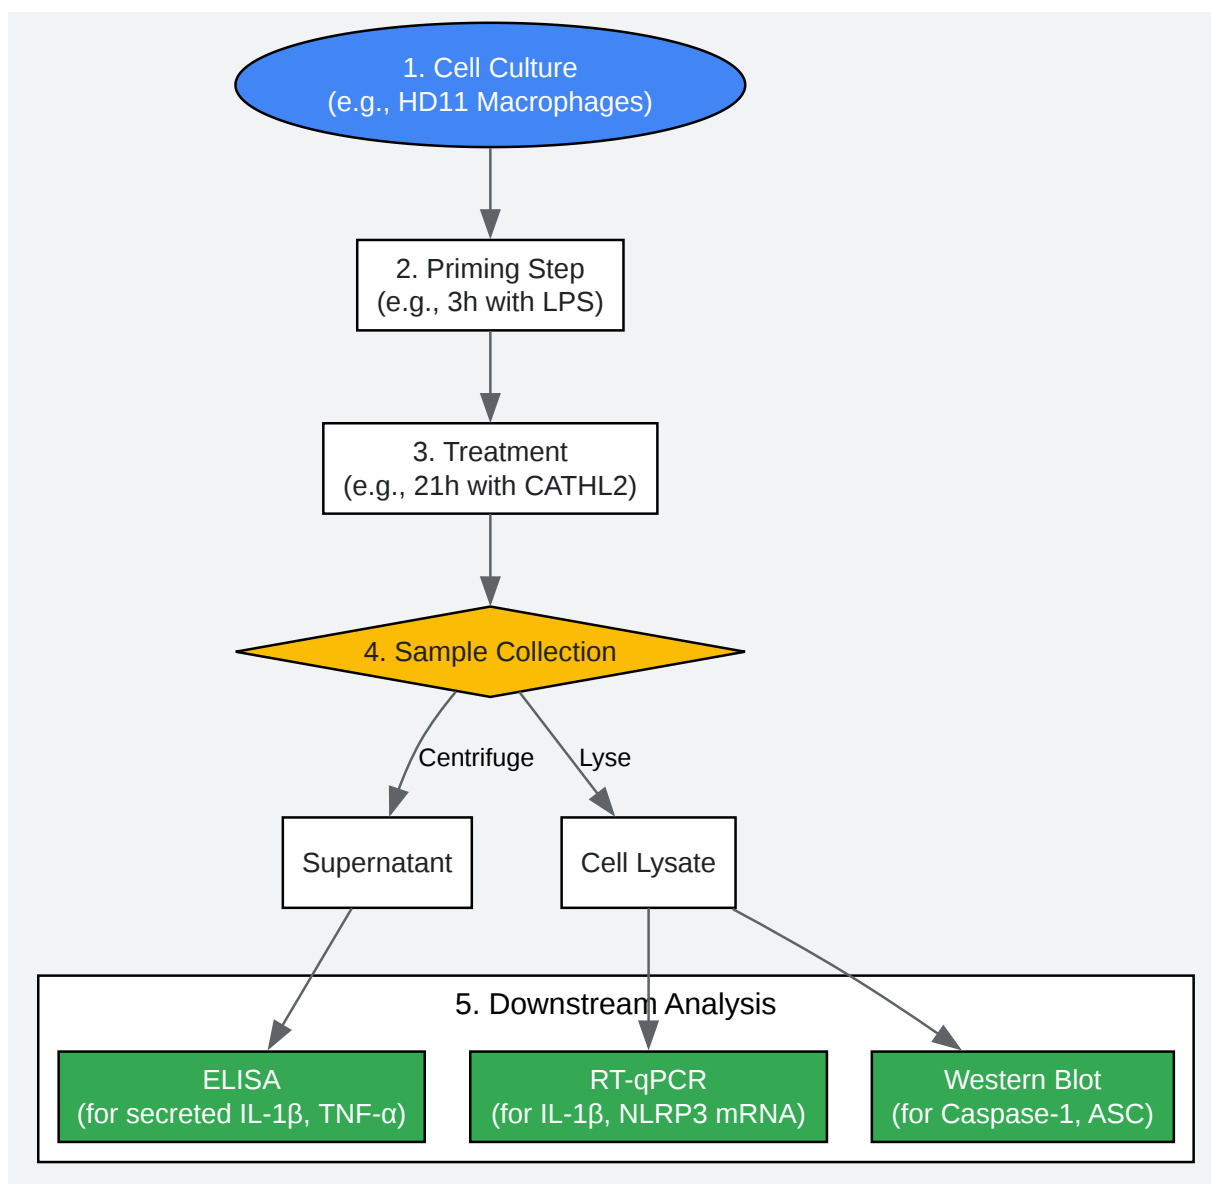 1. Cell Culture
(e.g., HD11 Macrophages)
2. Priming Step
(e.g., 3h with LPS)
3. Treatment
(e.g., 21h with CATHL2)
4. Sample Collection
Centrifuge
Lyse
Supernatant
Cell Lysate
5. Downstream Analysis
ELISA
(for secreted IL-1β, TNF-α)
RT-qPCR
(for IL-1β, NLRP3 mRNA)
Western Blot
(for Caspase-1, ASC)